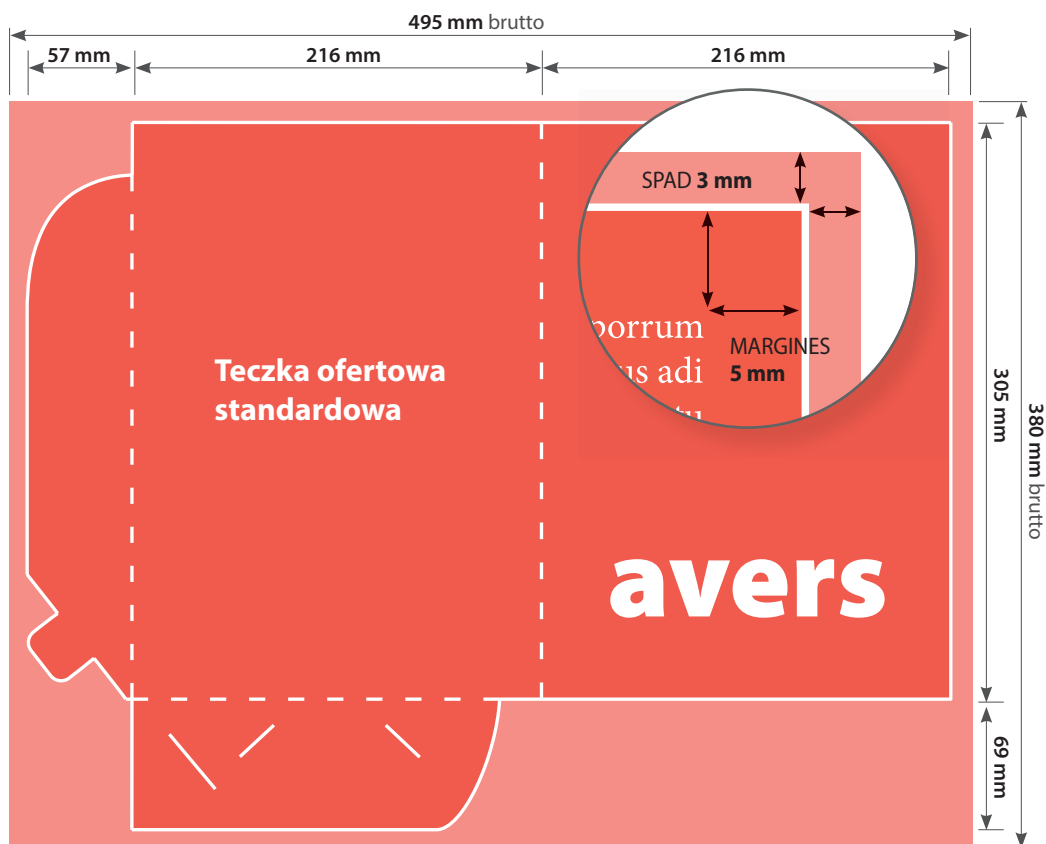 495 mm brutto
57 mm
216 mm
216 mm
SPAD 3 mm
porrum
us adi
tu
MARGINES
5 mm
Teczka ofertowa
standardowa
305 mm
380 mm brutto
avers
69 mm